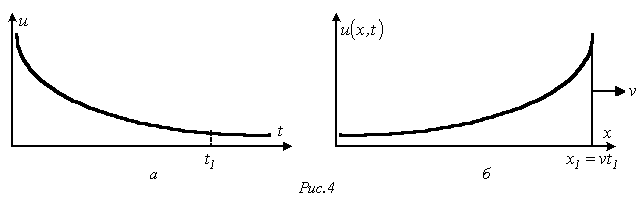 u
t
t₁
а
u(x,t)
v
x
x₁ = vt₁
б
Рис.4